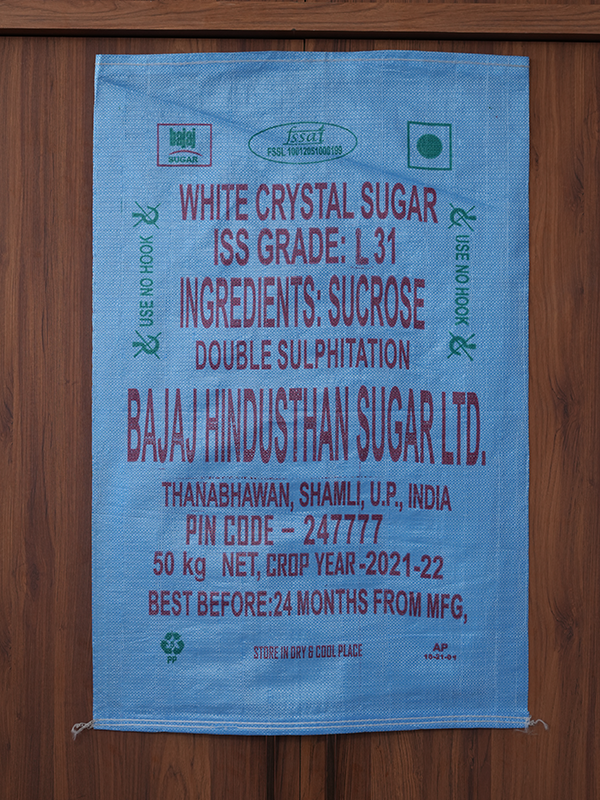 bajaj
SUGAR
fssai
FSSL 10012051000199
WHITE CRYSTAL SUGAR
ISS GRADE: L 31
USE NO HOOK
USE NO HOOK
INGREDIENTS: SUCROSE
DOUBLE SULPHITATION
BAJAJ HINDUSTHAN SUGAR LTD.
THANABHAWAN, SHAMLI, U.P., INDIA
PIN CODE – 247777
50 kg NET, CROP YEAR -2021-22
BEST BEFORE:24 MONTHS FROM MFG,
5
PP
STORE IN DRY & COOL PLACE
AP
10-21-01